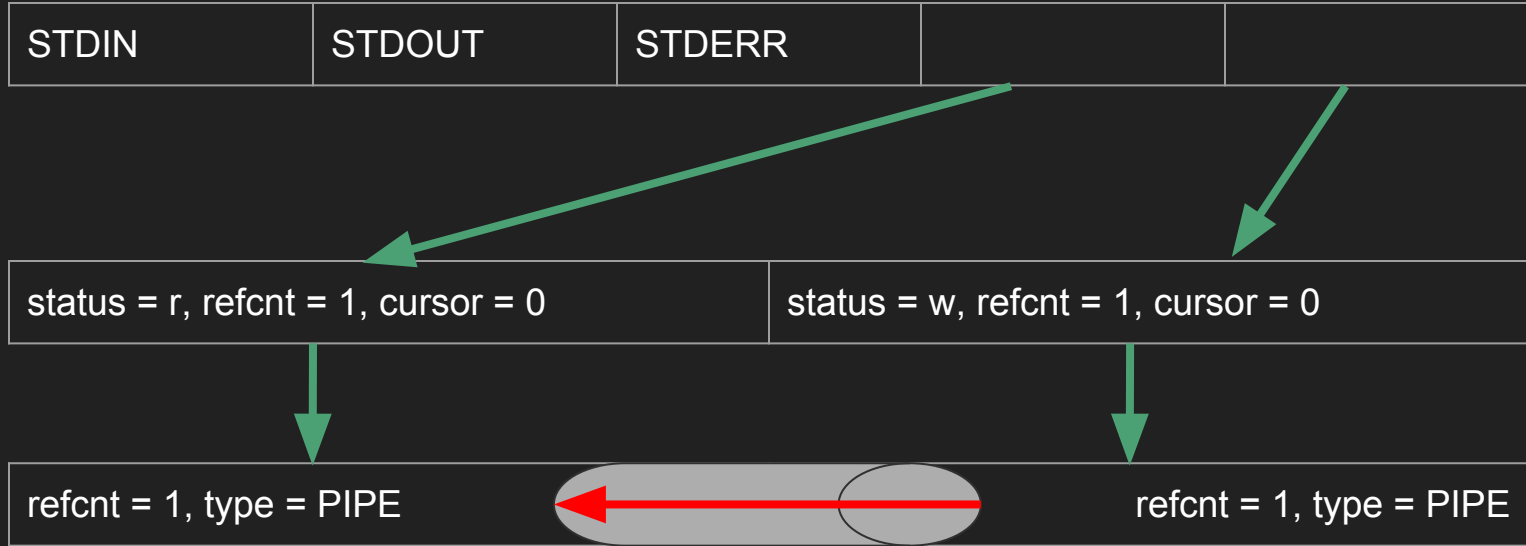 STDIN STDOUT STDERR
status = r, refcnt = 1, cursor = 0 status = w, refcnt = 1, cursor = 0
refcnt = 1, type = PIPE refcnt = 1, type = PIPE